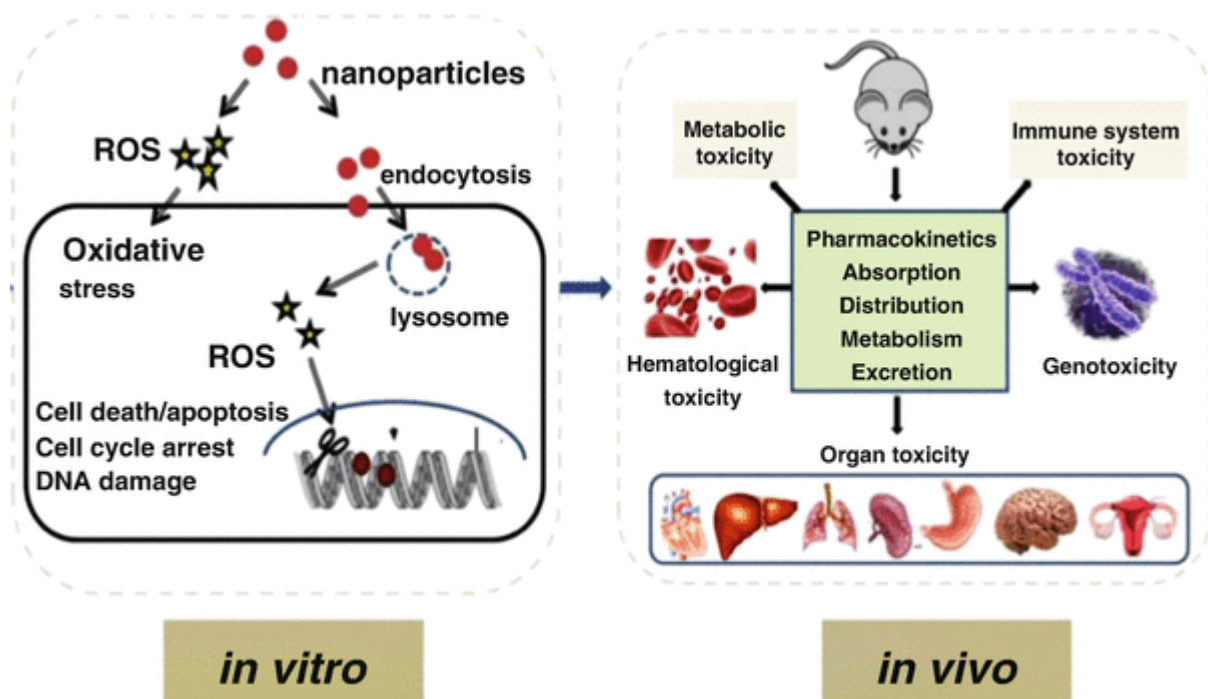 nanoparticles
ROS
endocytosis
Oxidative
stress
lysosome
ROS
Cell death/apoptosis
Cell cycle arrest
DNA damage
in vitro
Metabolic
toxicity
Immune system
toxicity
Pharmacokinetics
Absorption
Distribution
Metabolism
Excretion
Hematological
toxicity
Genotoxicity
Organ toxicity
in vivo